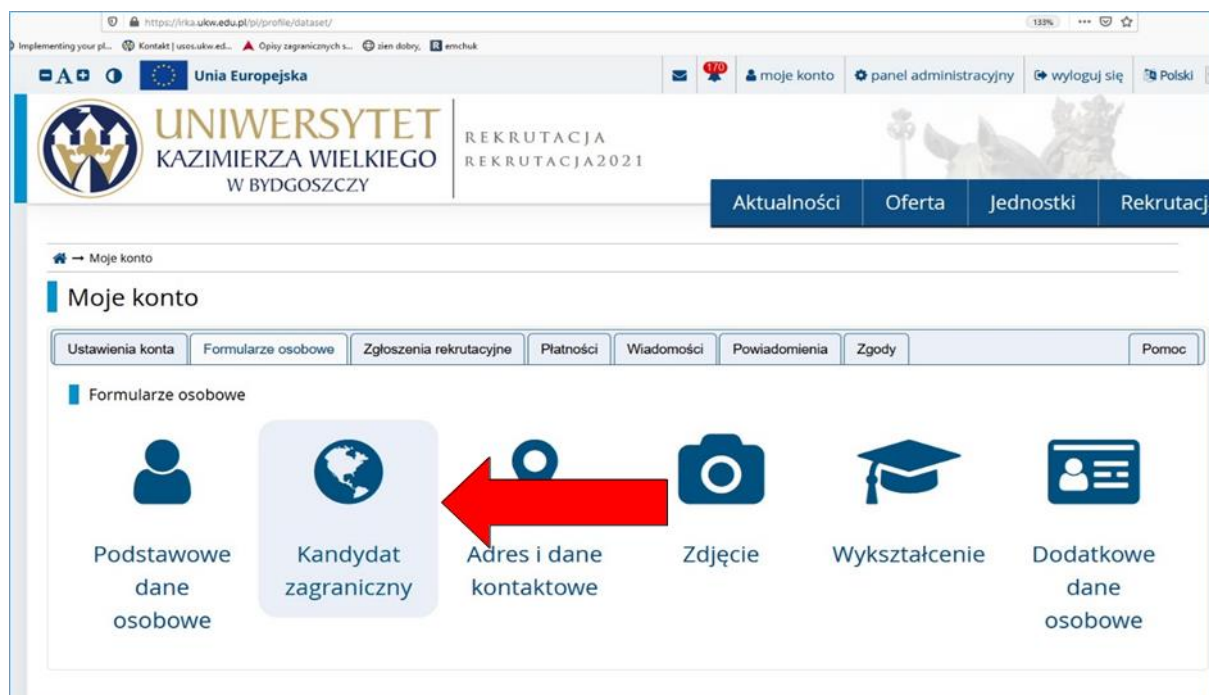 https://irka.ukw.edu.pl/pl/profile/dataset/
133%
Implementing your pl... Kontakt | usos.ukw.ed... Opisy zagranicznych s... zien dobry, emchuk
A Unia Europejska 170 moje konto panel administracyjny wyloguj się Polski
UNIWERSYTET
KAZIMIERZA WIELKIEGO
W BYDGOSZCZY
REKRUTACJA
REKRUTACJA2021
Aktualności Oferta Jednostki Rekrutacj
→ Moje konto
Moje konto
Ustawienia konta Formularze osobowe Zgłoszenia rekrutacyjne Płatności Wiadomości Powiadomienia Zgody Pomoc
Formularze osobowe
Podstawowe
dane
osobowe
Kandydat
zagraniczny
Adres i dane
kontaktowe
Zdjęcie
Wykształcenie
Dodatkowe
dane
osobowe